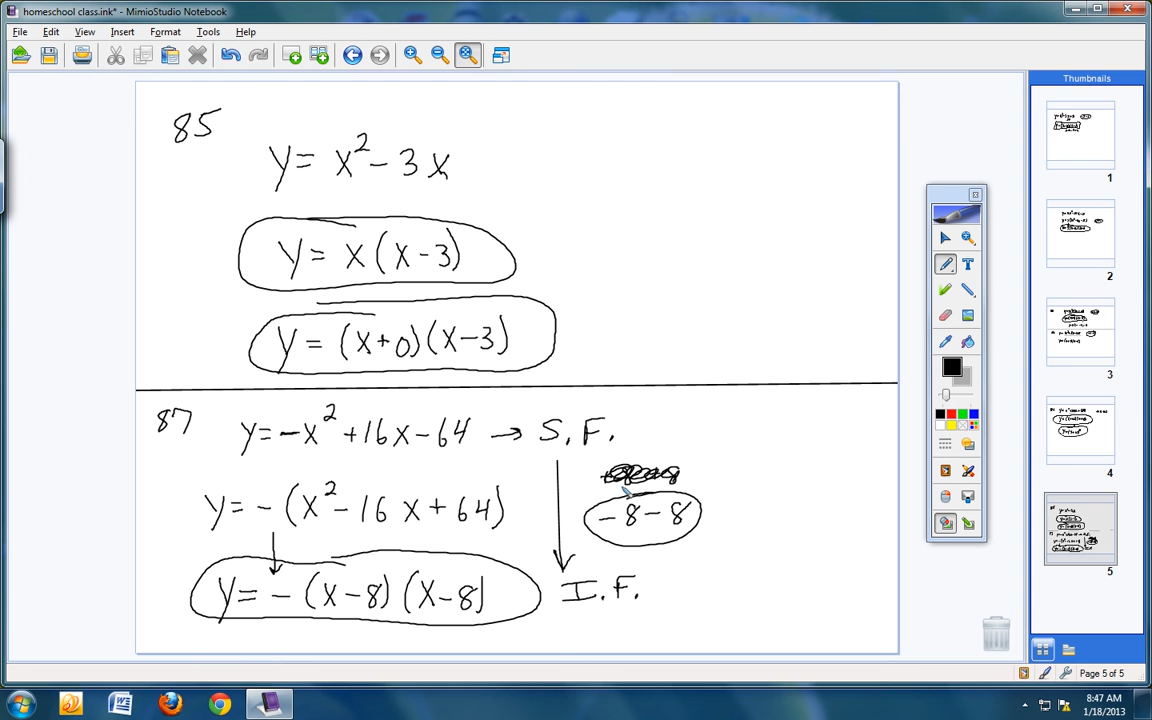 homeschool class.ink* - MimioStudio Notebook
File Edit View Insert Format Tools Help
Thumbnails
85
y = x² - 3x
y = x(x-3)
y = (x+0)(x-3)
87
y = -x² + 16x - 64 → S.F.
y = -(x² - 16x + 64)
-8 -8
y = -(x-8)(x-8)
I.F.
1
2
3
4
5
Page 5 of 5
8:47 AM
1/18/2013